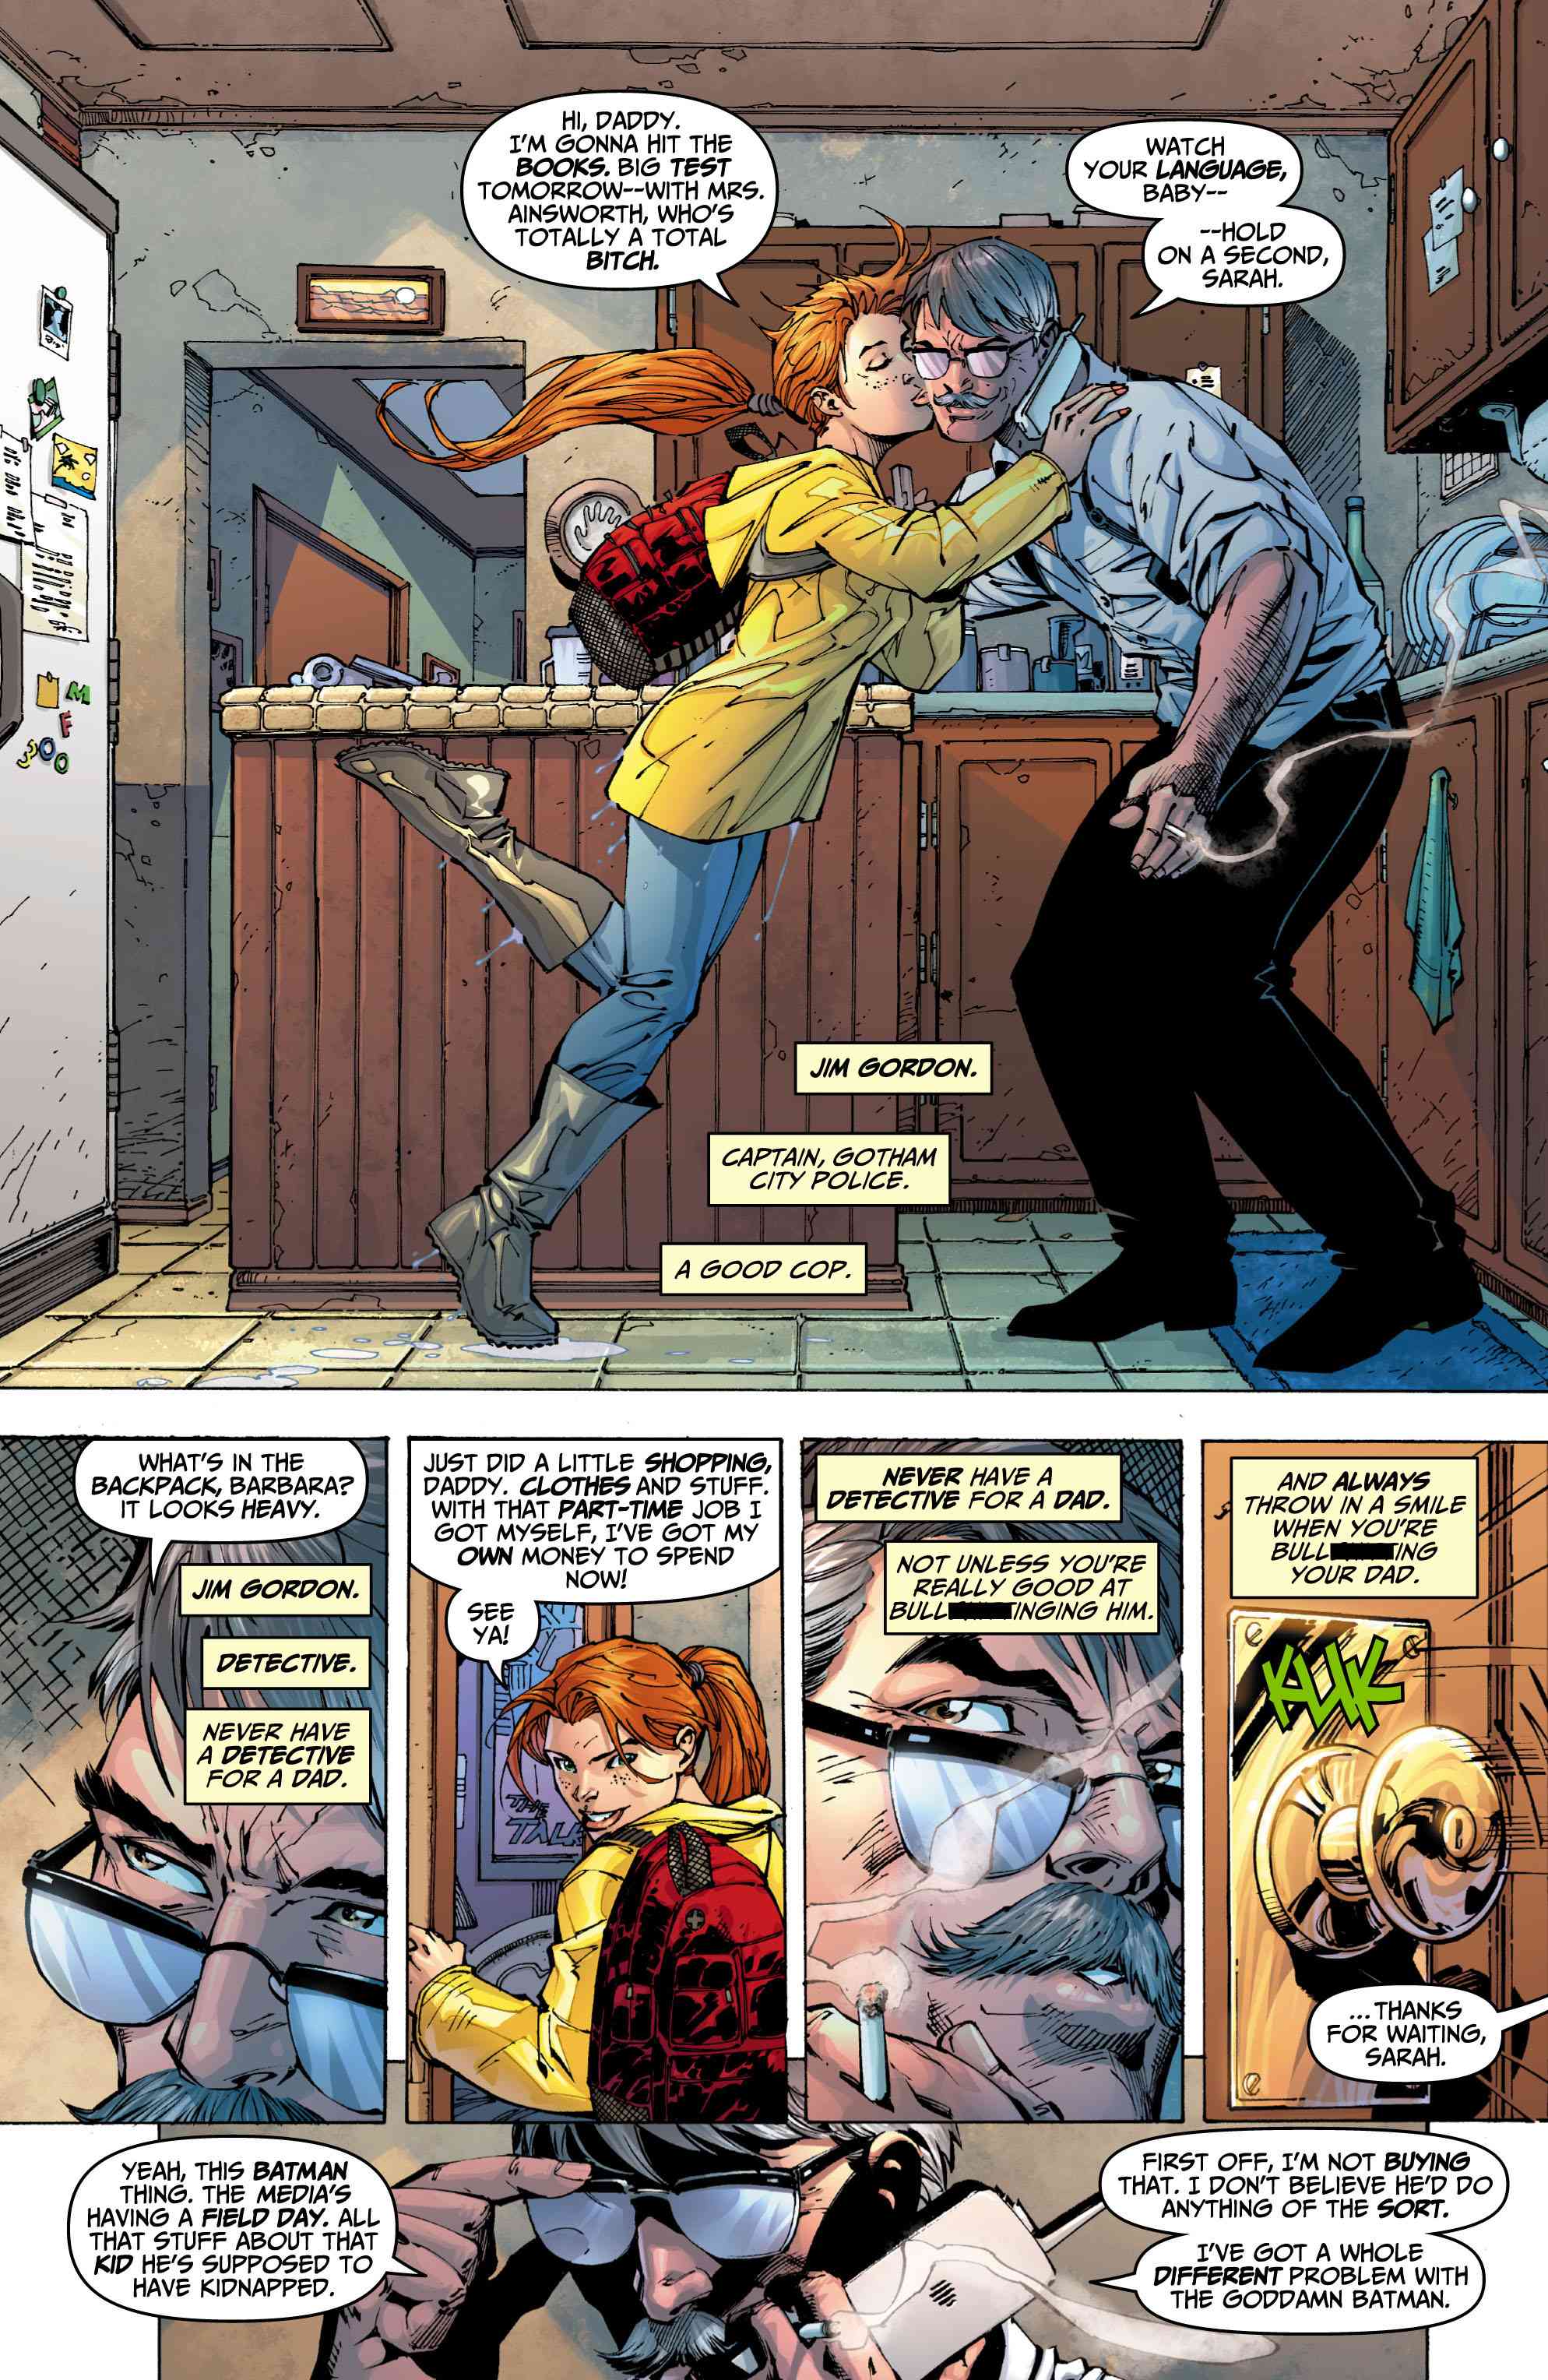 HI, DADDY.
I'M GONNA HIT THE
BOOKS. BIG TEST
TOMORROW--WITH MRS.
AINSWORTH, WHO'S
TOTALLY A TOTAL
BITCH.
WATCH
YOUR LANGUAGE,
BABY--
--HOLD
ON A SECOND,
SARAH.
M
F
JIM GORDON.
CAPTAIN, GOTHAM
CITY POLICE.
A GOOD COP.
WHAT'S IN THE
BACKPACK, BARBARA?
IT LOOKS HEAVY.
JIM GORDON.
DETECTIVE.
NEVER HAVE
A DETECTIVE
FOR A DAD.
JUST DID A LITTLE SHOPPING,
DADDY. CLOTHES AND STUFF.
WITH THAT PART-TIME JOB I
GOT MYSELF, I'VE GOT MY
OWN MONEY TO SPEND
NOW!
SEE
YA!
THE
NEVER HAVE A
DETECTIVE FOR A DAD.
NOT UNLESS YOU'RE
REALLY GOOD AT
BULL INGING HIM.
AND ALWAYS
THROW IN A SMILE
WHEN YOU'RE
BULL ING
YOUR DAD.
KLIK
...THANKS
FOR WAITING,
SARAH.
YEAH, THIS BATMAN
THING. THE MEDIA'S
HAVING A FIELD DAY. ALL
THAT STUFF ABOUT THAT
KID HE'S SUPPOSED TO
HAVE KIDNAPPED.
FIRST OFF, I'M NOT BUYING
THAT. I DON'T BELIEVE HE'D DO
ANYTHING OF THE SORT.
I'VE GOT A WHOLE
DIFFERENT PROBLEM WITH
THE GODDAMN BATMAN.